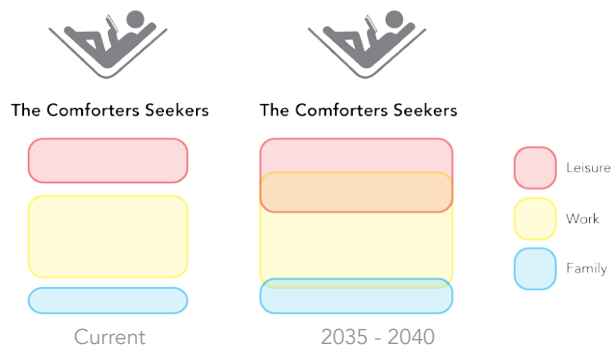 The Comforters Seekers
The Comforters Seekers
Leisure
Work
Family
Current
2035 - 2040